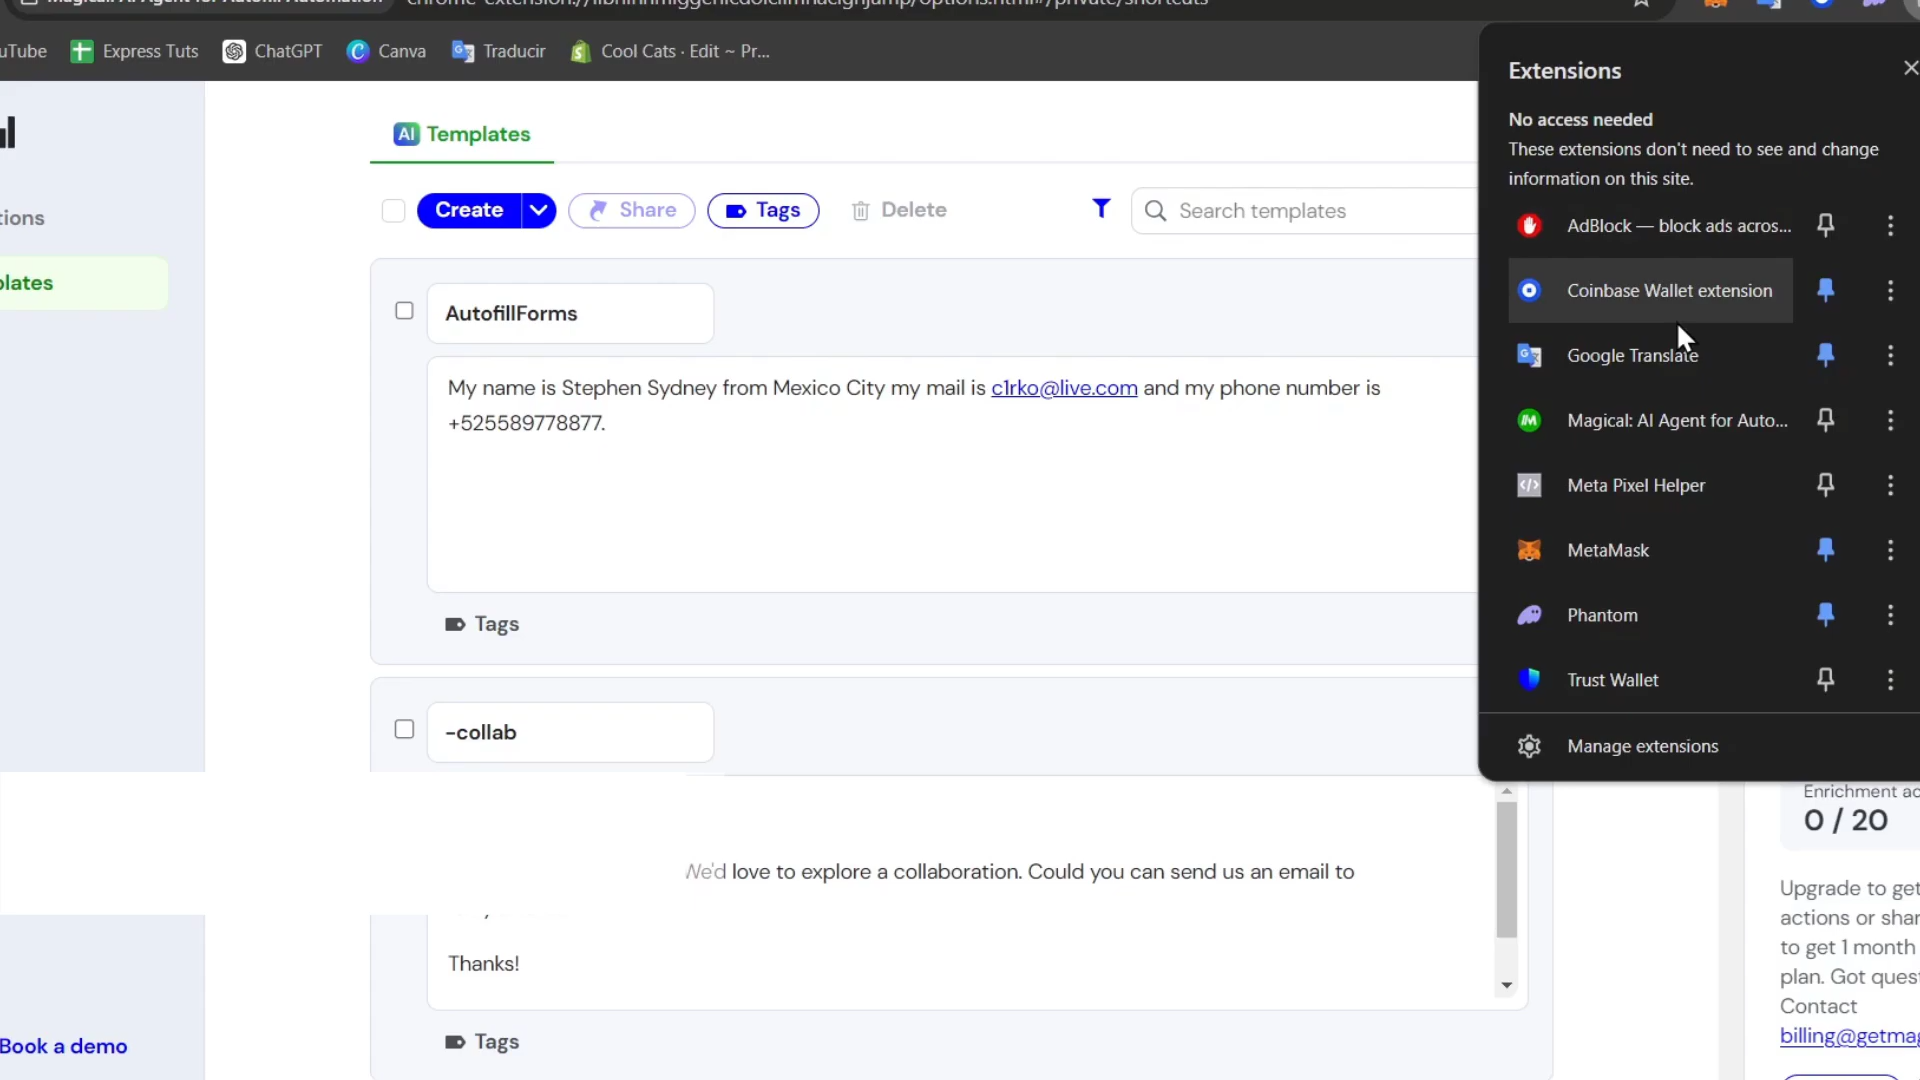 Express Tuts
ChatGPT
Canva
Traducir
Cool Cats · Edit ~ Pr...
Extensions
No access needed
These extensions don't need to see and change
information on this site.
AdBlock — block ads acros...
Coinbase Wallet extension
Google Translate
Magical: AI Agent for Auto...
Meta Pixel Helper
MetaMask
Phantom
Trust Wallet
Manage extensions
AI Templates
Create
Share
Tags
Delete
Search templates
AutofillForms
My name is Stephen Sydney from Mexico City my mail is c1rko@live.com and my phone number is
+525589778877.
Tags
-collab
We'd love to explore a collaboration. Could you can send us an email to
Thanks!
Tags
Book a demo
Enrichment ac
0 / 20
Upgrade to get
actions or shar
to get 1 month
plan. Got quest
Contact
billing@getmag